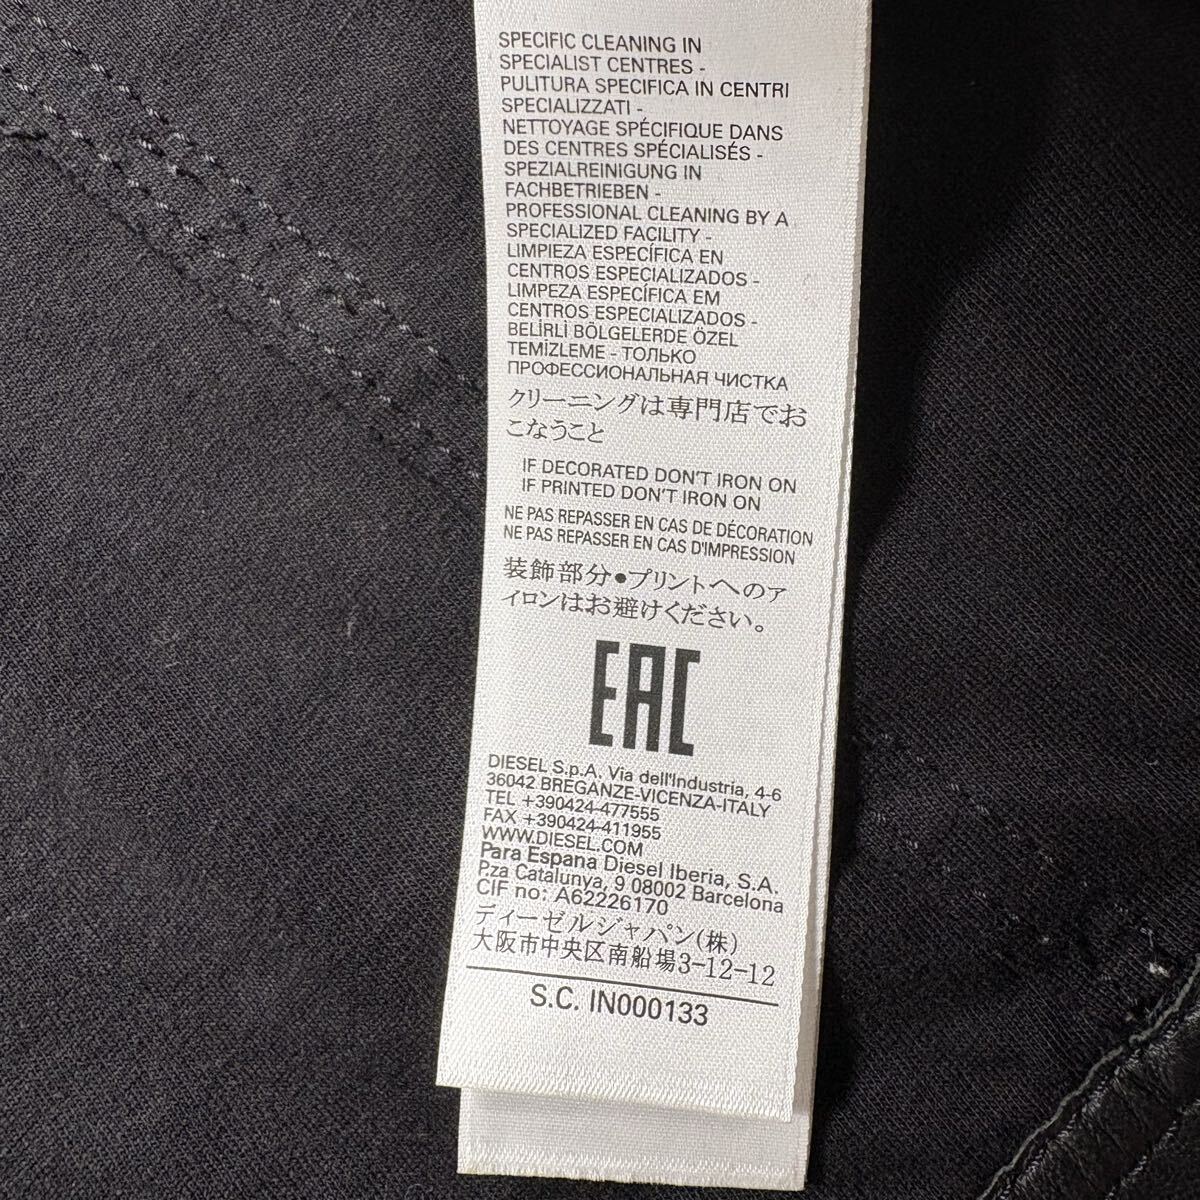 SPECIFIC CLEANING IN
SPECIALIST CENTRES -
PULITURA SPECIFICA IN CENTRI
SPECIALIZZATI -
NETTOYAGE SPÉCIFIQUE DANS
DES CENTRES SPÉCIALISÉS -
SPEZIALREINIGUNG IN
FACHBETRIEBEN -
PROFESSIONAL CLEANING BY A
SPECIALIZED FACILITY -
LIMPIEZA ESPECÍFICA EN
CENTROS ESPECIALIZADOS -
LIMPEZA ESPECÍFICA EM
CENTROS ESPECIALIZADOS -
BELİRLİ BÖLGELERDE ÖZEL
TEMİZLEME - ТОЛЬКО
ПРОФЕССИОНАЛЬНАЯ ЧИСТКА
クリーニングは専門店でお
こなうこと
IF DECORATED DON'T IRON ON
IF PRINTED DON'T IRON ON
NE PAS REPASSER EN CAS DE DÉCORATION
NE PAS REPASSER EN CAS D'IMPRESSION
装飾部分●プリントへのア
イロンはお避けください。
EAC
DIESEL S.p.A. Via dell'Industria, 4-6
36042 BREGANZE-VICENZA-ITALY
TEL +390424-477555
FAX +390424-411955
WWW.DIESEL.COM
Para Espana Diesel Iberia, S.A.
P.za Catalunya, 9 08002 Barcelona
CIF no: A62226170
ディーゼルジャパン(株)
大阪市中央区南船場3-12-12
S.C. IN000133